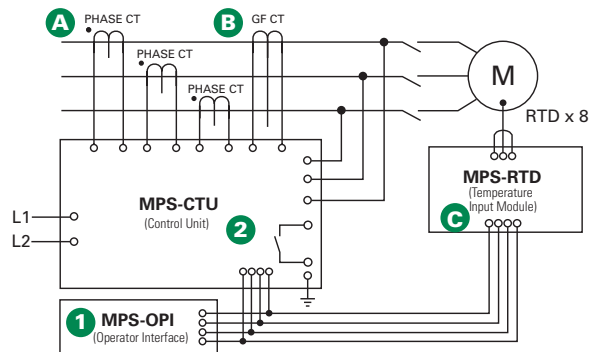 A PHASE CT
B GF CT
PHASE CT
PHASE CT
M
RTD x 8
MPS-RTD
(Temperature
Input Module)
C
MPS-CTU
(Control Unit)
2
L1
L2
1 MPS-OPI
(Operator Interface)